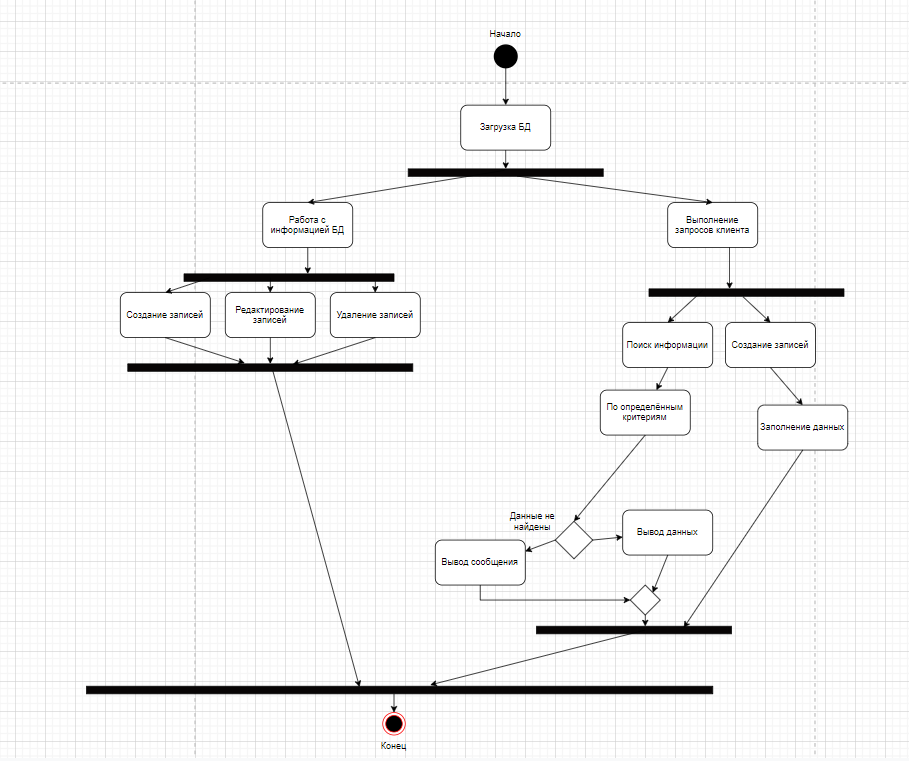 Начало
Загрузка БД
Работа с
информацией БД
Выполнение
запросов клиента
Создание записей
Редактирование
записей
Удаление записей
Поиск информации
Создание записей
По определённым
критериям
Заполнение данных
Данные не
найдены
Вывод данных
Вывод сообщения
Конец